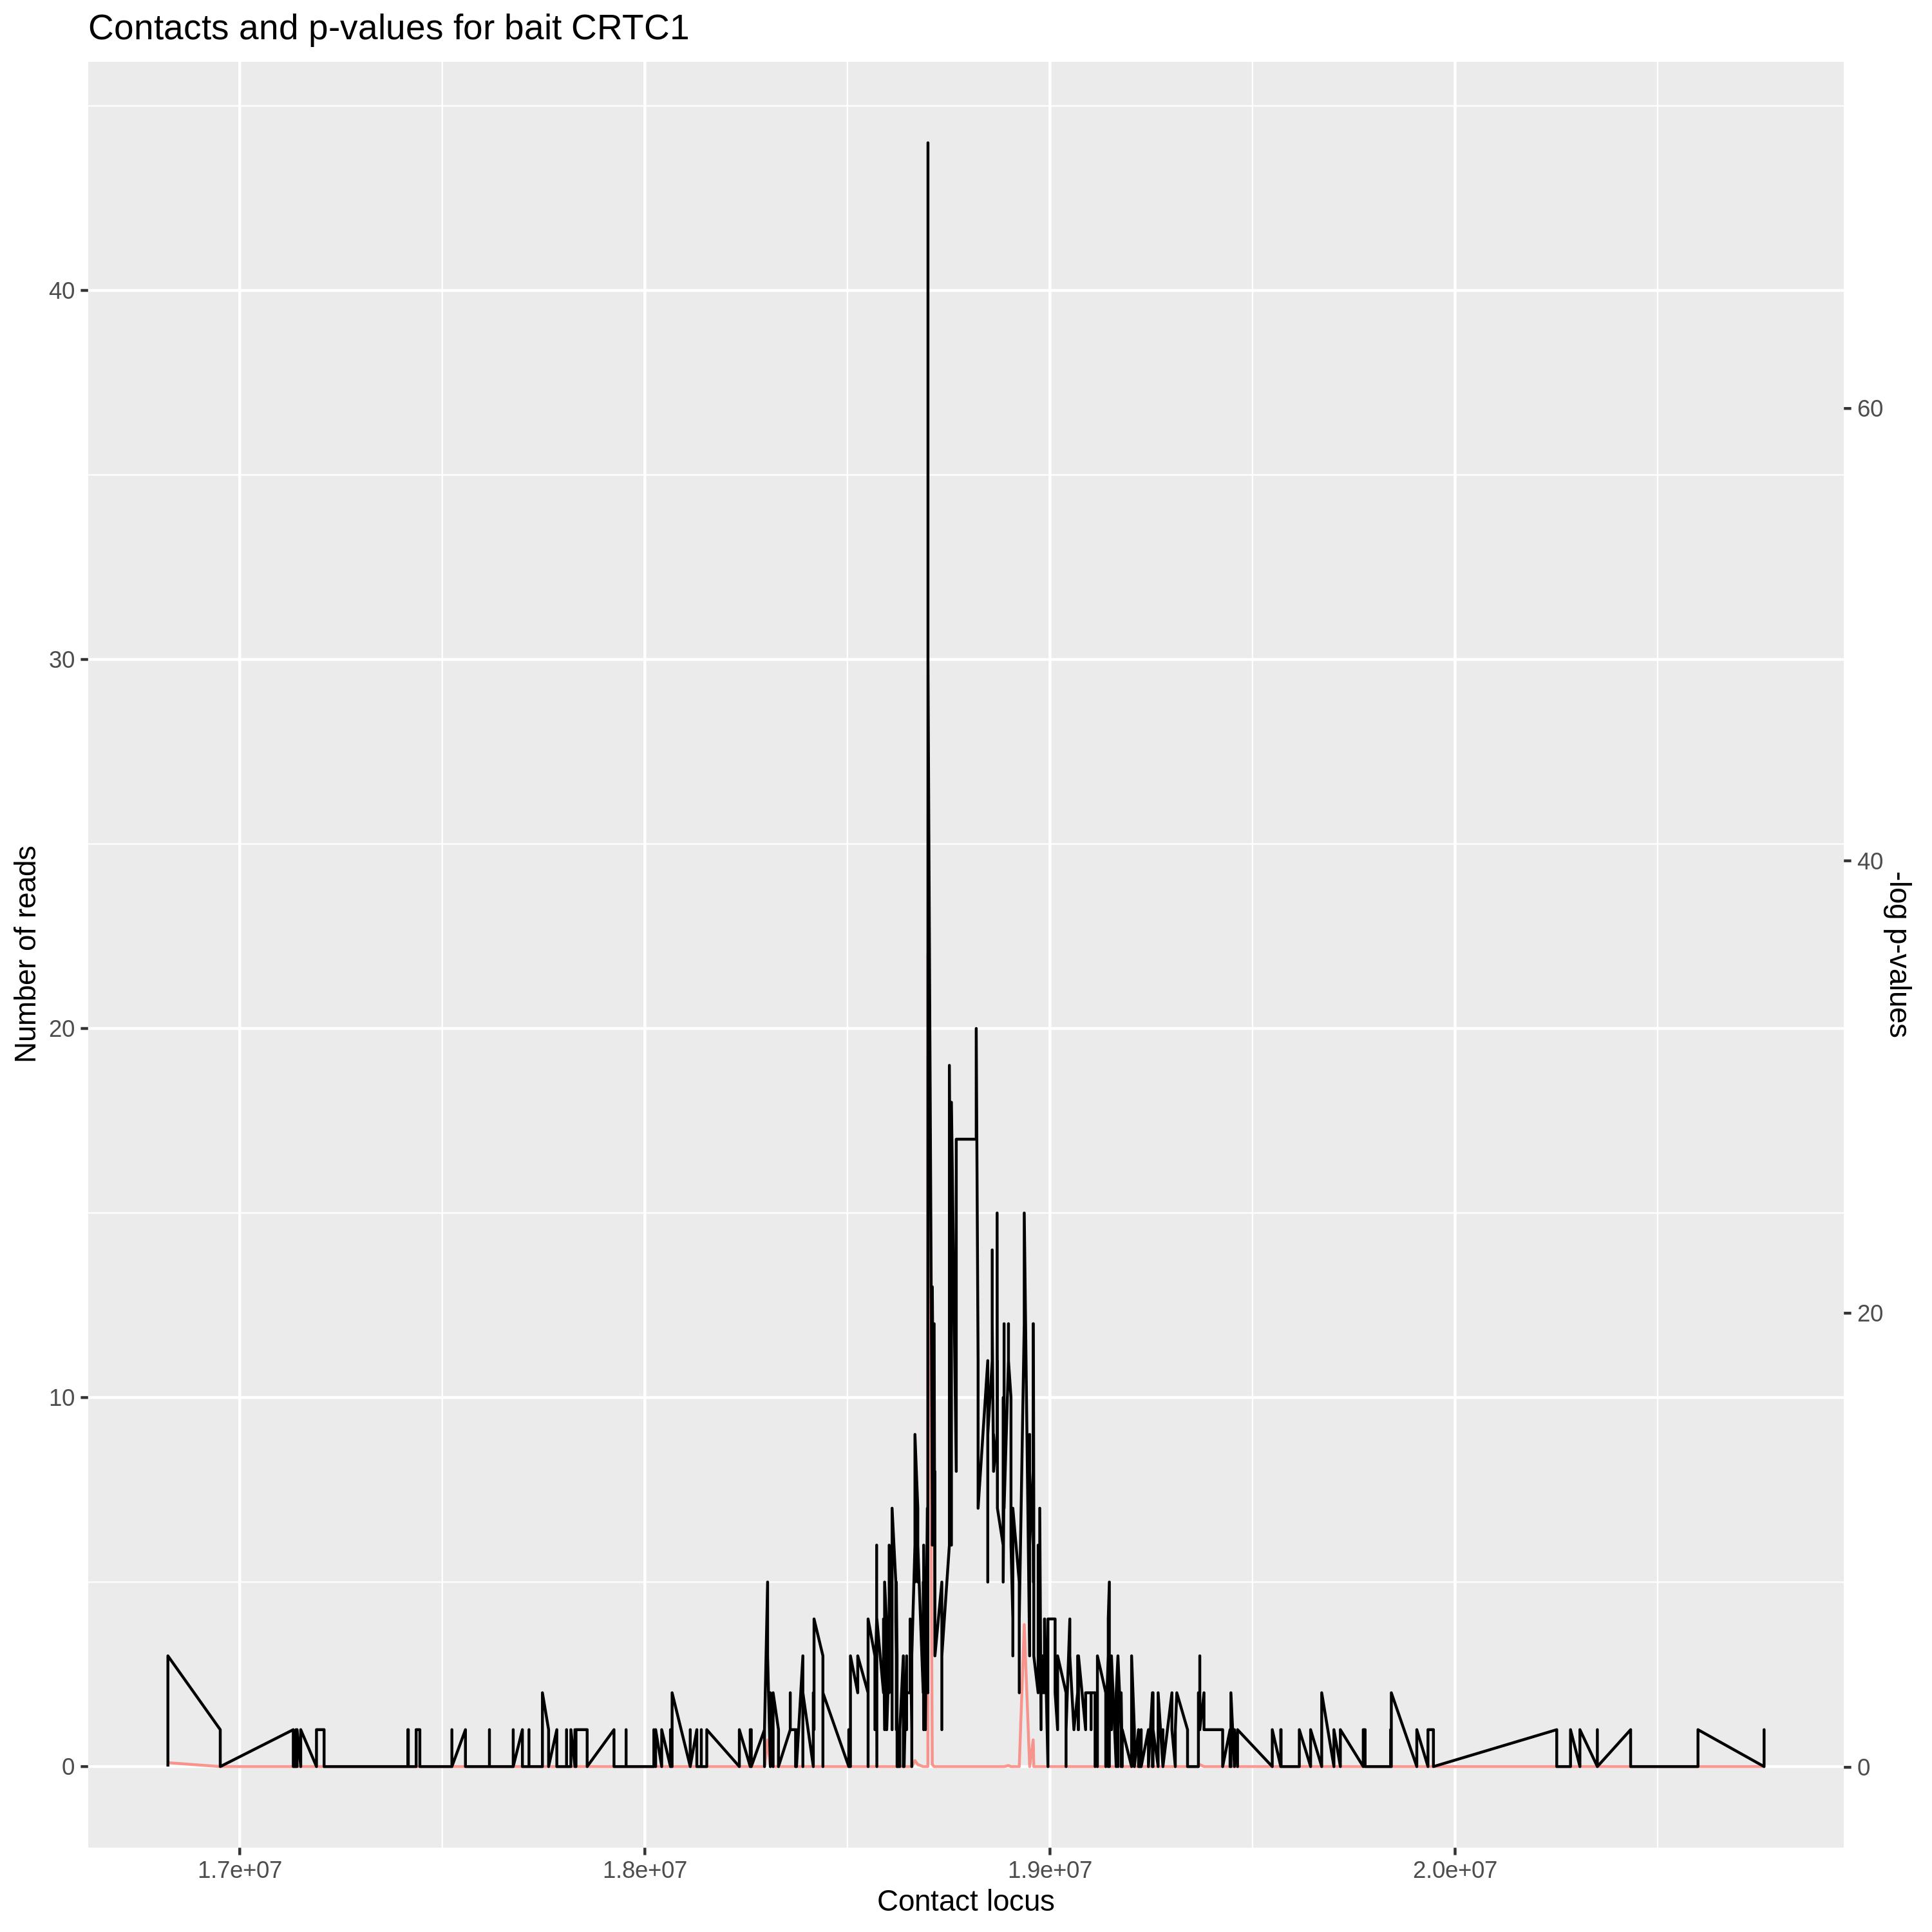 Contacts and p-values for bait CRTC1
40
30
20
10
0
Number of reads
60
40
20
0
-log p-values
1.7e+07 1.8e+07 1.9e+07 2.0e+07
Contact locus